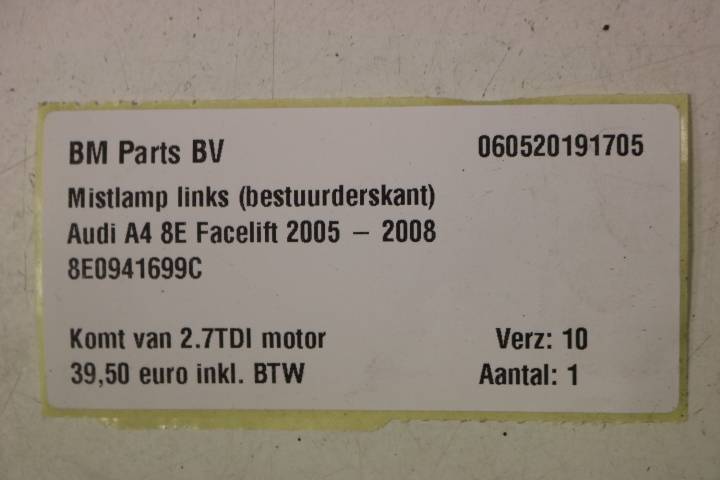 BM Parts BV 060520191705
Mistlamp links (bestuurderskant)
Audi A4 8E Facelift 2005 – 2008
8E0941699C
Komt van 2.7TDI motor Verz: 10
39,50 euro inkl. BTW Aantal: 1